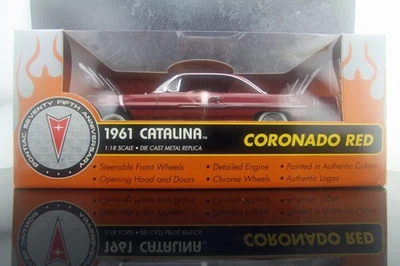 PONTIAC SEVENTY FIFTH ANNIVERSARY
1961 CATALINA™
1:18 SCALE • DIE CAST METAL REPLICA
CORONADO RED
• Steerable Front Wheels
• Opening Hood and Doors
• Detailed Engine
• Chrome Wheels
• Painted in Authentic Colors
• Authentic Logos